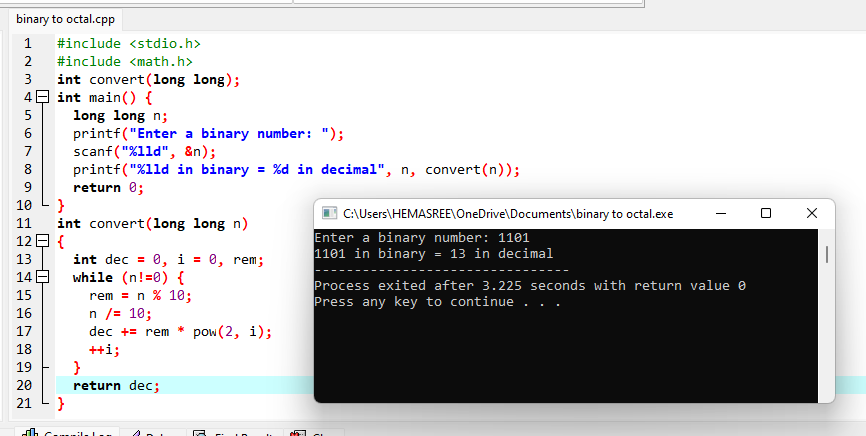 binary to octal.cpp
1 #include <stdio.h>
2 #include <math.h>
3 int convert(long long);
4 int main() {
5 long long n;
6 printf("Enter a binary number: ");
7 scanf("%lld", &n);
8 printf("%lld in binary = %d in decimal", n, convert(n));
9 return 0;
10 }
11 int convert(long long n)
12 {
13 int dec = 0, i = 0, rem;
14 while (n!=0) {
15 rem = n % 10;
16 n /= 10;
17 dec += rem * pow(2, i);
18 ++i;
19 }
20 return dec;
21 }
C:\Users\HEMASREE\OneDrive\Documents\binary to octal.exe
Enter a binary number: 1101
1101 in binary = 13 in decimal
--------------------------------
Process exited after 3.225 seconds with return value 0
Press any key to continue . . .